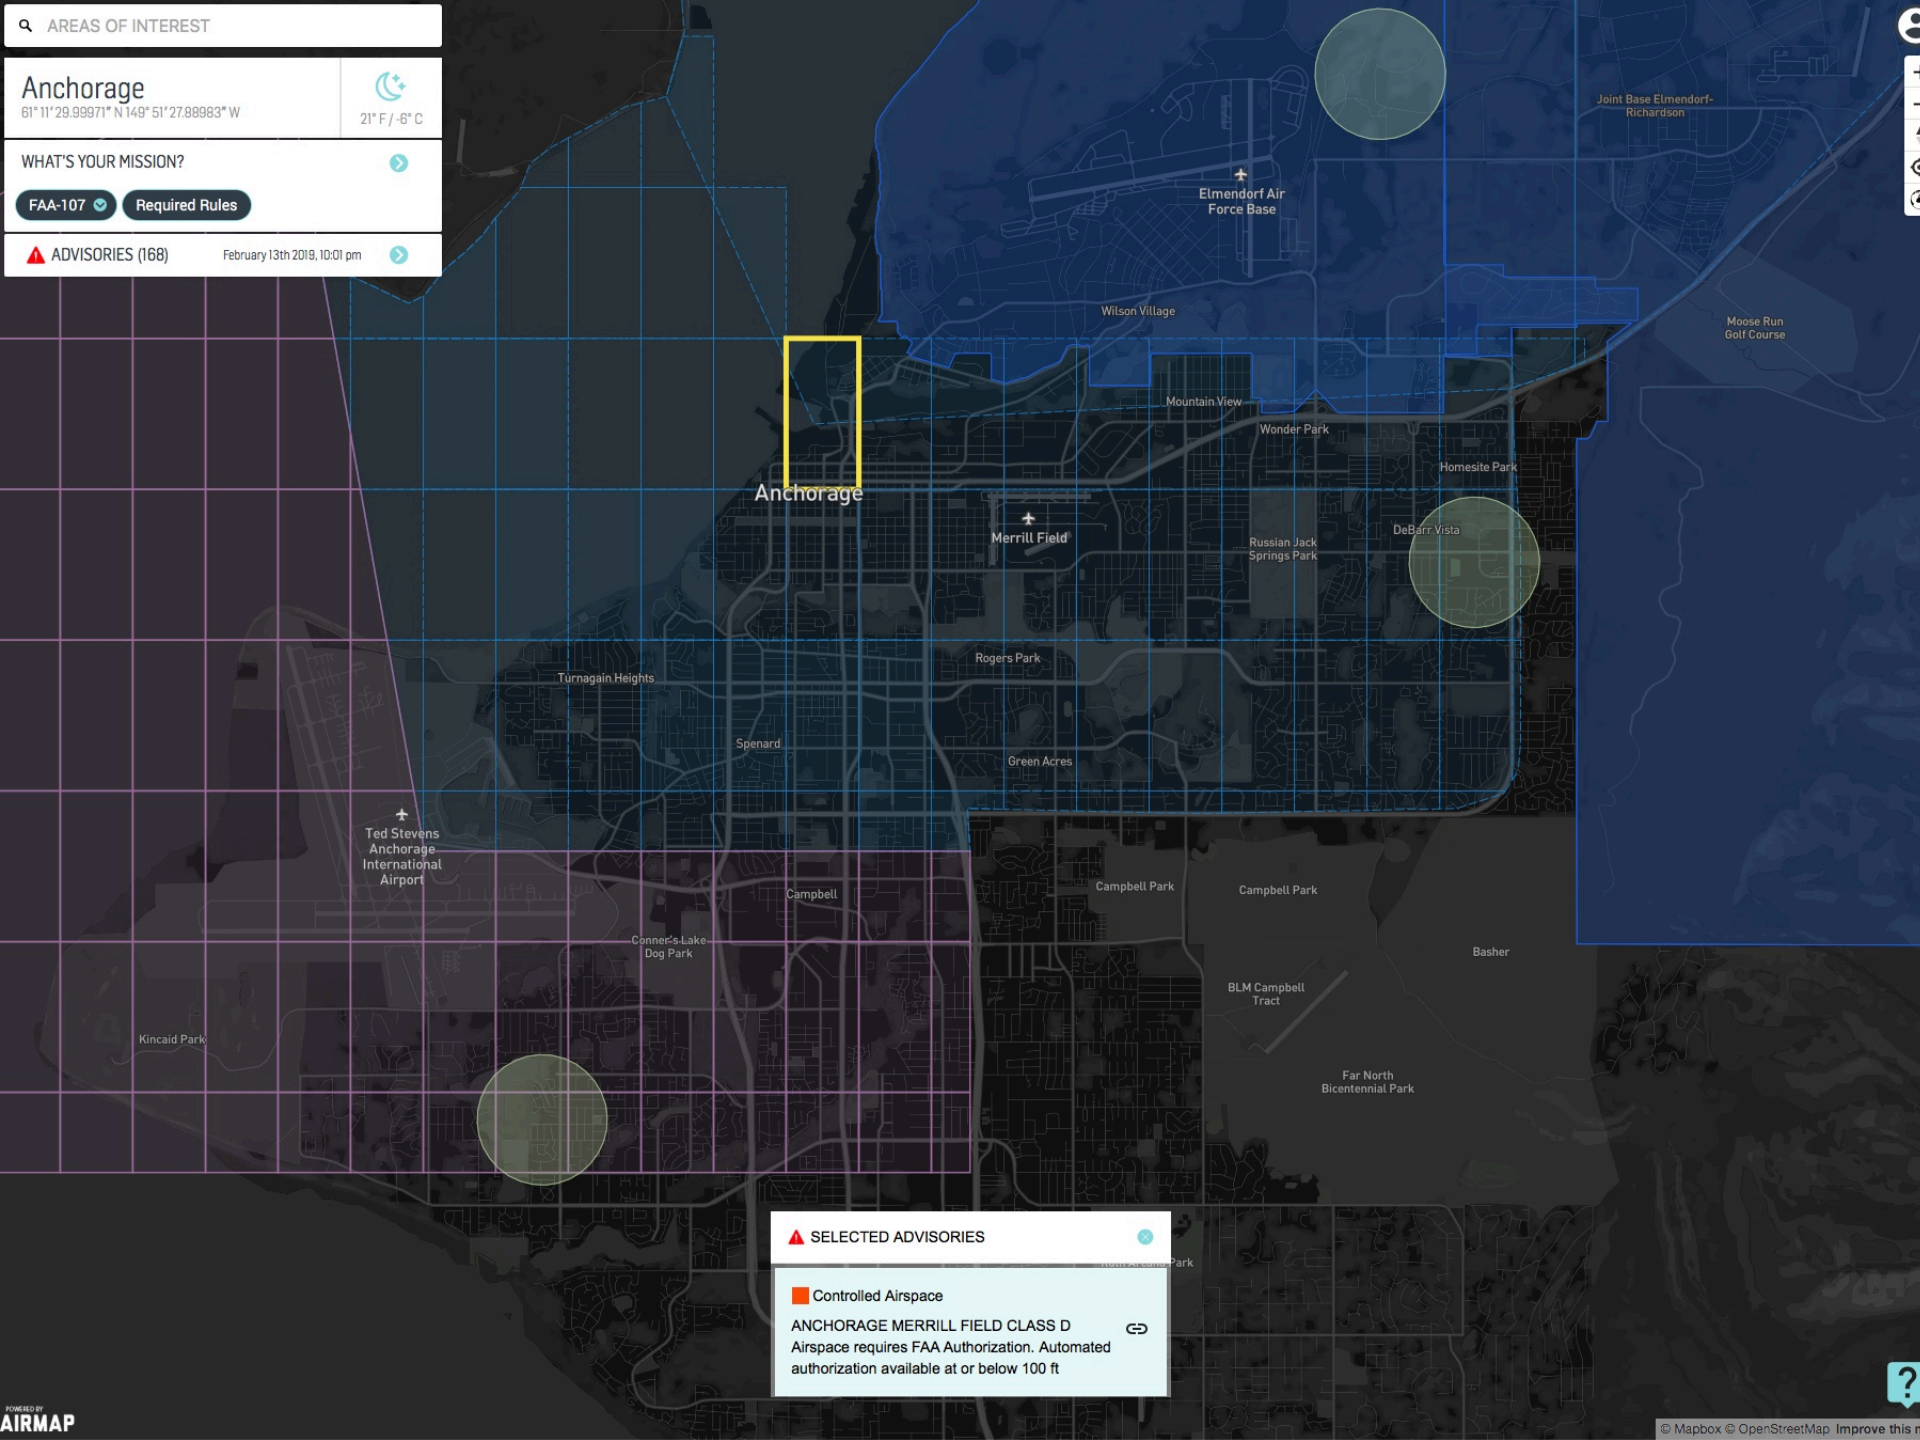 AREAS OF INTEREST
Anchorage
61° 11' 29.99971" N 149° 51' 27.88983" W
21° F / -6° C
WHAT'S YOUR MISSION?
FAA-107
Required Rules
ADVISORIES (168)
February 13th 2019, 10:01 pm
Joint Base Elmendorf-
Richardson
Elmendorf Air
Force Base
Wilson Village
Moose Run
Golf Course
Mountain View
Wonder Park
Homesite Park
Anchorage
Merrill Field
DeBarr Vista
Russian Jack
Springs Park
Rogers Park
Turnagain Heights
Spenard
Green Acres
Ted Stevens
Anchorage
International
Airport
Campbell
Campbell Park
Campbell Park
Conner's Lake
Dog Park
Basher
BLM Campbell
Tract
Kincaid Park
Far North
Bicentennial Park
SELECTED ADVISORIES
Park
Controlled Airspace
ANCHORAGE MERRILL FIELD CLASS D
Airspace requires FAA Authorization. Automated
authorization available at or below 100 ft
?
POWERED BY
AIRMAP
© Mapbox © OpenStreetMap Improve this